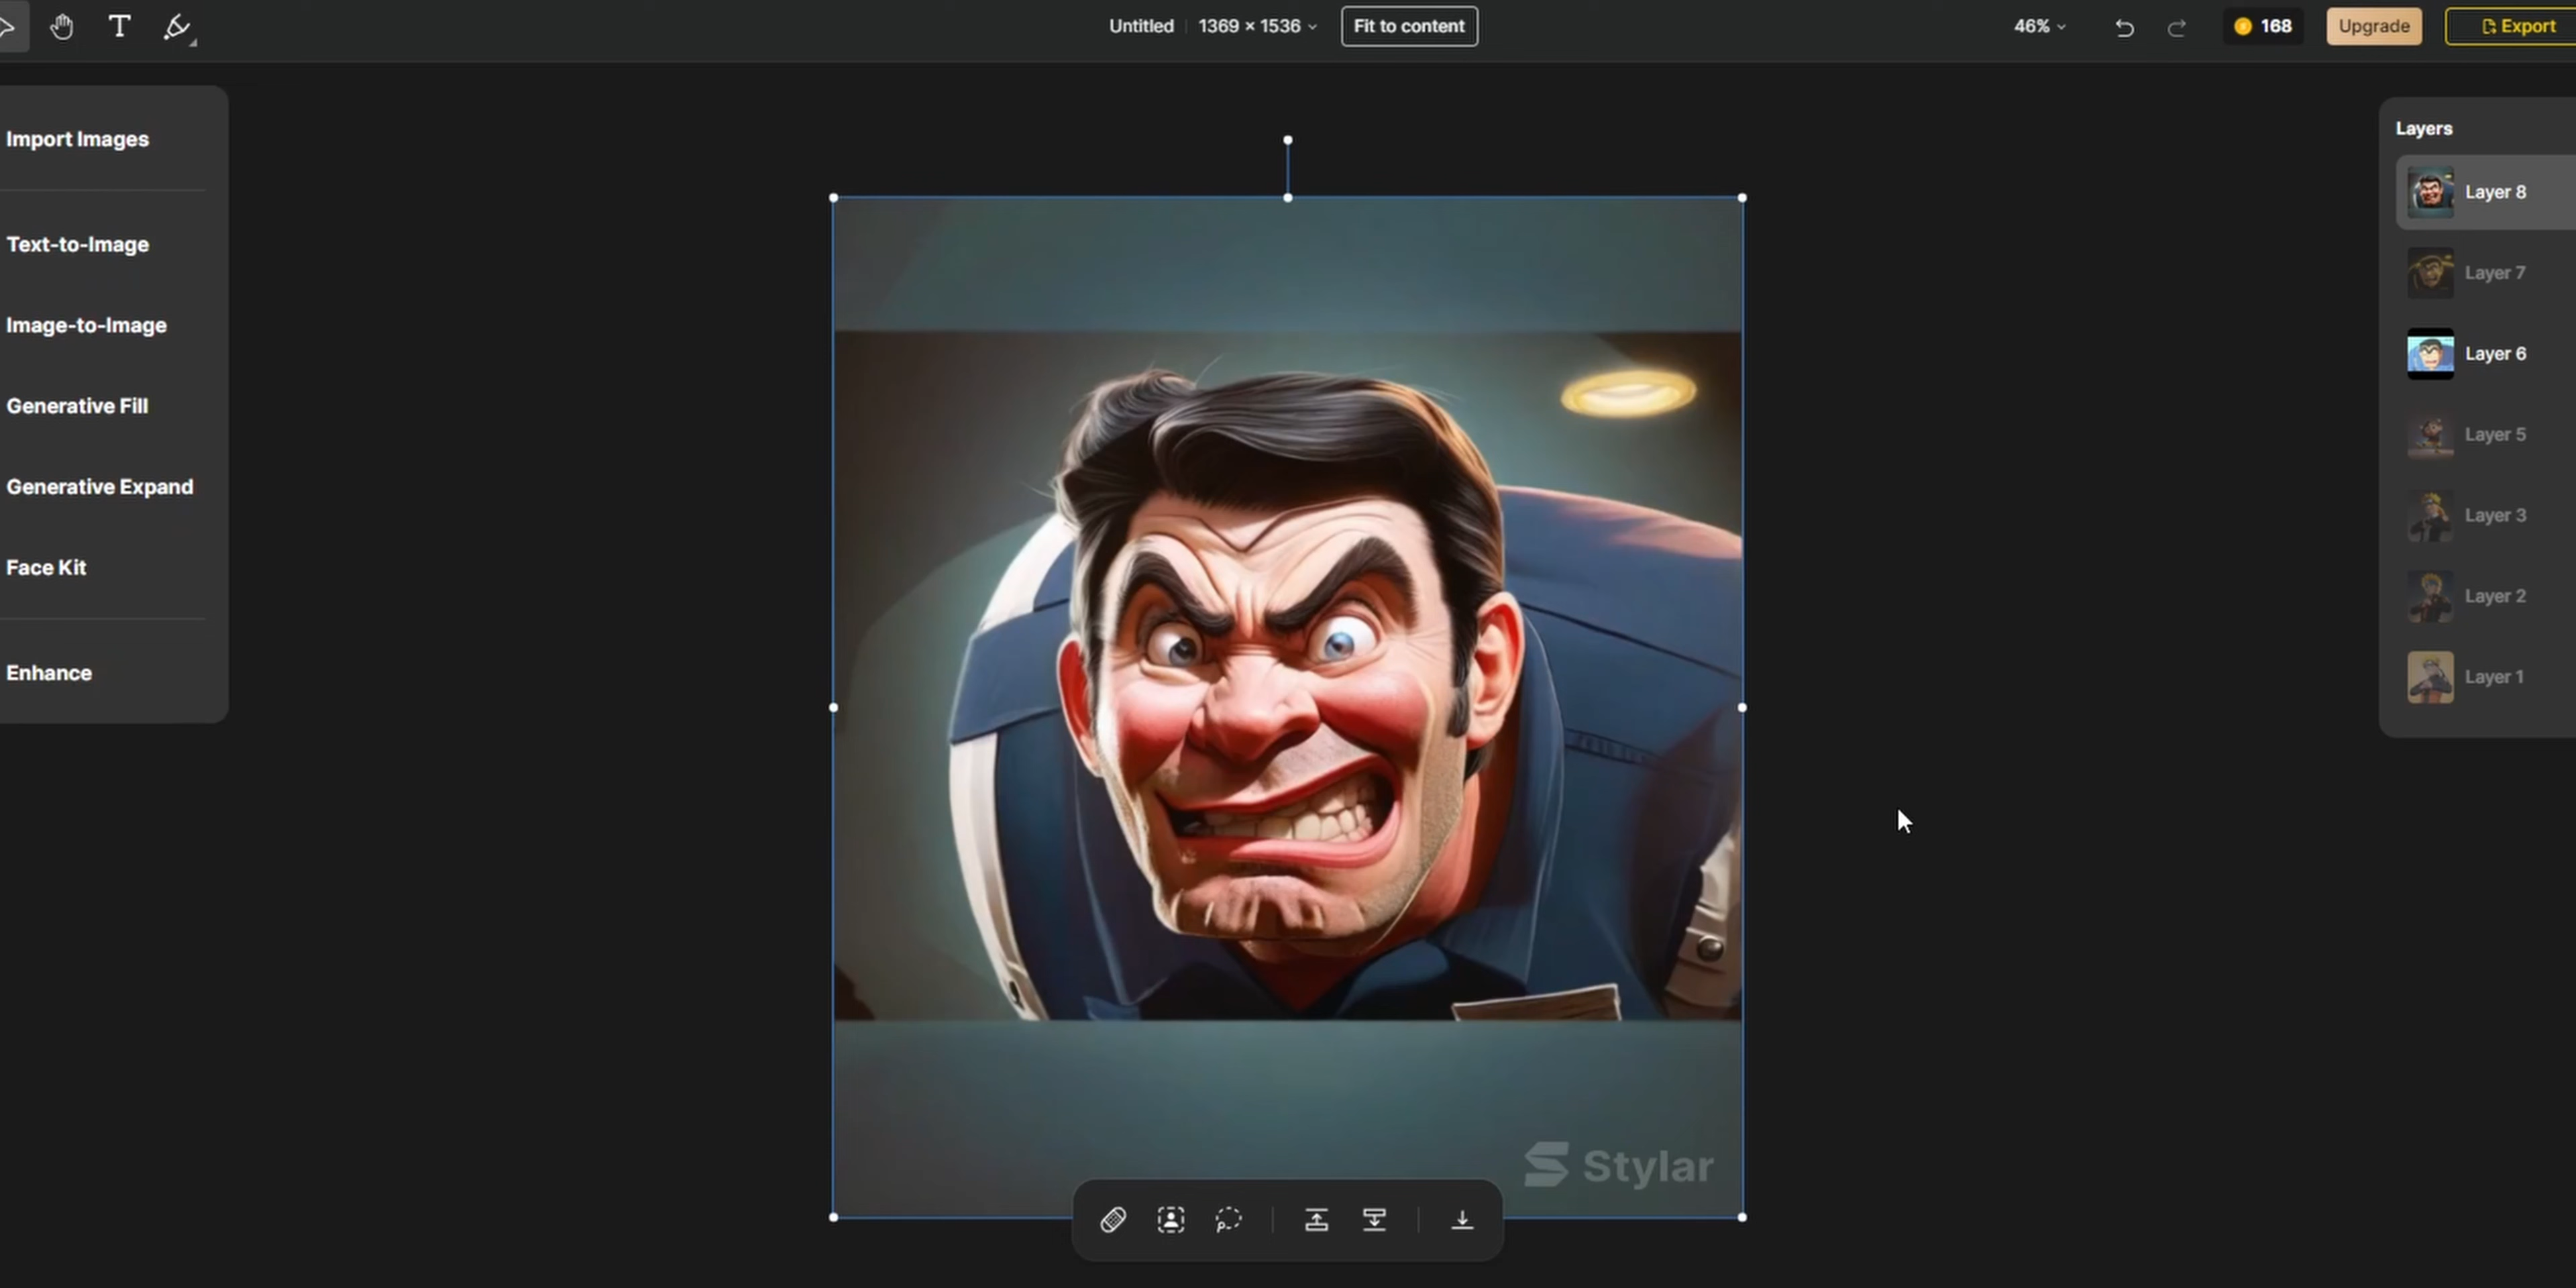 Untitled 1369 × 1536 Fit to content 46% 168 Upgrade Export
Import Images
Text-to-Image
Image-to-Image
Generative Fill
Generative Expand
Face Kit
Enhance
Layers
Layer 8
Layer 7
Layer 6
Layer 5
Layer 3
Layer 2
Layer 1
Stylar